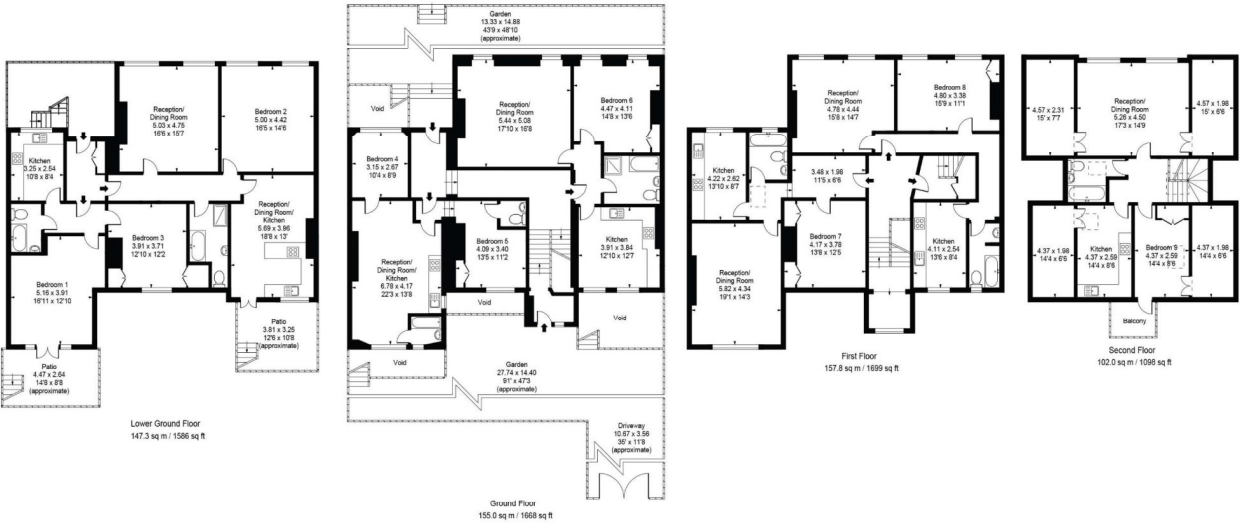 Reception/
Dining Room
5.03 x 4.75
16'6 x 15'7
Bedroom 2
5.00 x 4.42
16'5 x 14'6
Kitchen
3.25 x 2.54
10'8 x 8'4
Reception/
Dining Room/
Kitchen
5.69 x 3.96
18'8 x 13'
Bedroom 3
3.91 x 3.71
12'10 x 12'2
Bedroom 1
5.16 x 3.91
16'11 x 12'10
Patio
3.81 x 3.25
12'6 x 10'8
(approximate)
Patio
4.47 x 2.64
14'8 x 8'8
(approximate)
Lower Ground Floor
147.3 sq m / 1586 sq ft
Garden
13.33 x 14.88
43'9 x 48'10
(approximate)
Void
Reception/
Dining Room
5.44 x 5.08
17'10 x 16'8
Bedroom 6
4.47 x 4.11
14'8 x 13'6
Bedroom 4
3.15 x 2.67
10'4 x 8'9
Bedroom 5
4.09 x 3.40
13'5 x 11'2
Kitchen
3.91 x 3.84
12'10 x 12'7
Reception/
Dining Room/
Kitchen
6.78 x 4.17
22'3 x 13'8
Void
Void
Void
Garden
27.74 x 14.40
91' x 47'3
(approximate)
Driveway
10.67 x 3.56
35' x 11'8
(approximate)
Ground Floor
155.0 sq m / 1668 sq ft
Reception/
Dining Room
4.78 x 4.44
15'8 x 14'7
Bedroom 8
4.80 x 3.38
15'9 x 11'1
Kitchen
4.22 x 2.62
13'10 x 8'7
3.48 x 1.98
11'5 x 6'6
Bedroom 7
4.17 x 3.78
13'8 x 12'5
Kitchen
4.11 x 2.54
13'6 x 8'4
Reception/
Dining Room
5.82 x 4.34
19'1 x 14'3
First Floor
157.8 sq m / 1699 sq ft
4.57 x 2.31
15' x 7'7
Reception/
Dining Room
5.26 x 4.50
17'3 x 14'9
4.57 x 1.98
15' x 6'6
4.37 x 1.98
14'4 x 6'6
Kitchen
4.37 x 2.59
14'4 x 8'6
Bedroom 9
4.37 x 2.59
14'4 x 8'6
4.37 x 1.98
14'4 x 6'6
Balcony
Second Floor
102.0 sq m / 1098 sq ft